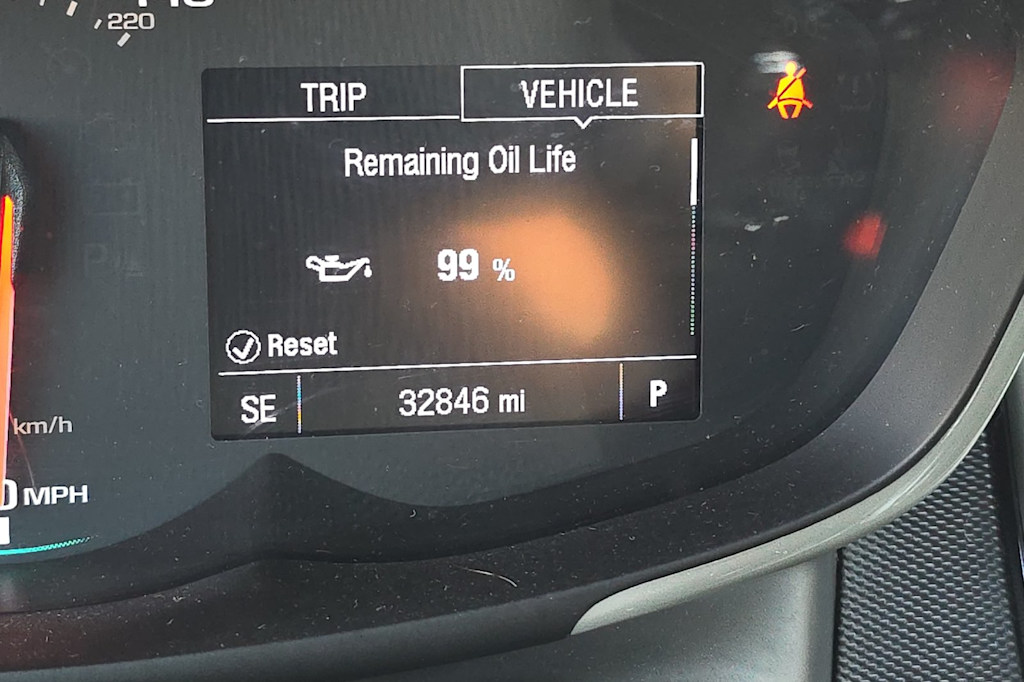 220
TRIP
VEHICLE
Remaining Oil Life
99 %
Reset
SE
32846 mi
P
km/h
MPH